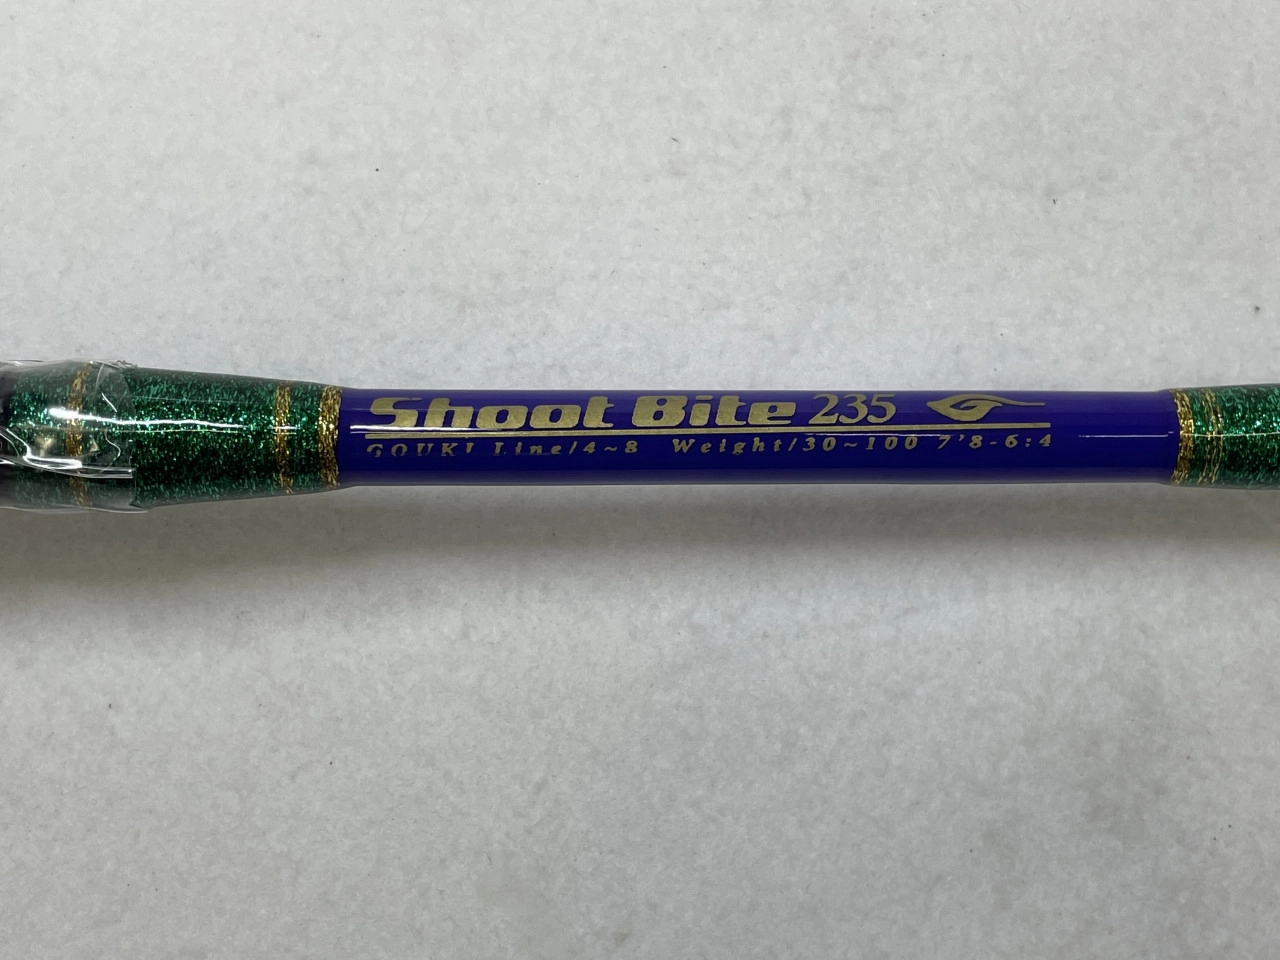 Shoot Bite 235
GOUKI Line/4~8 Weight/30~100 7'8-6:4